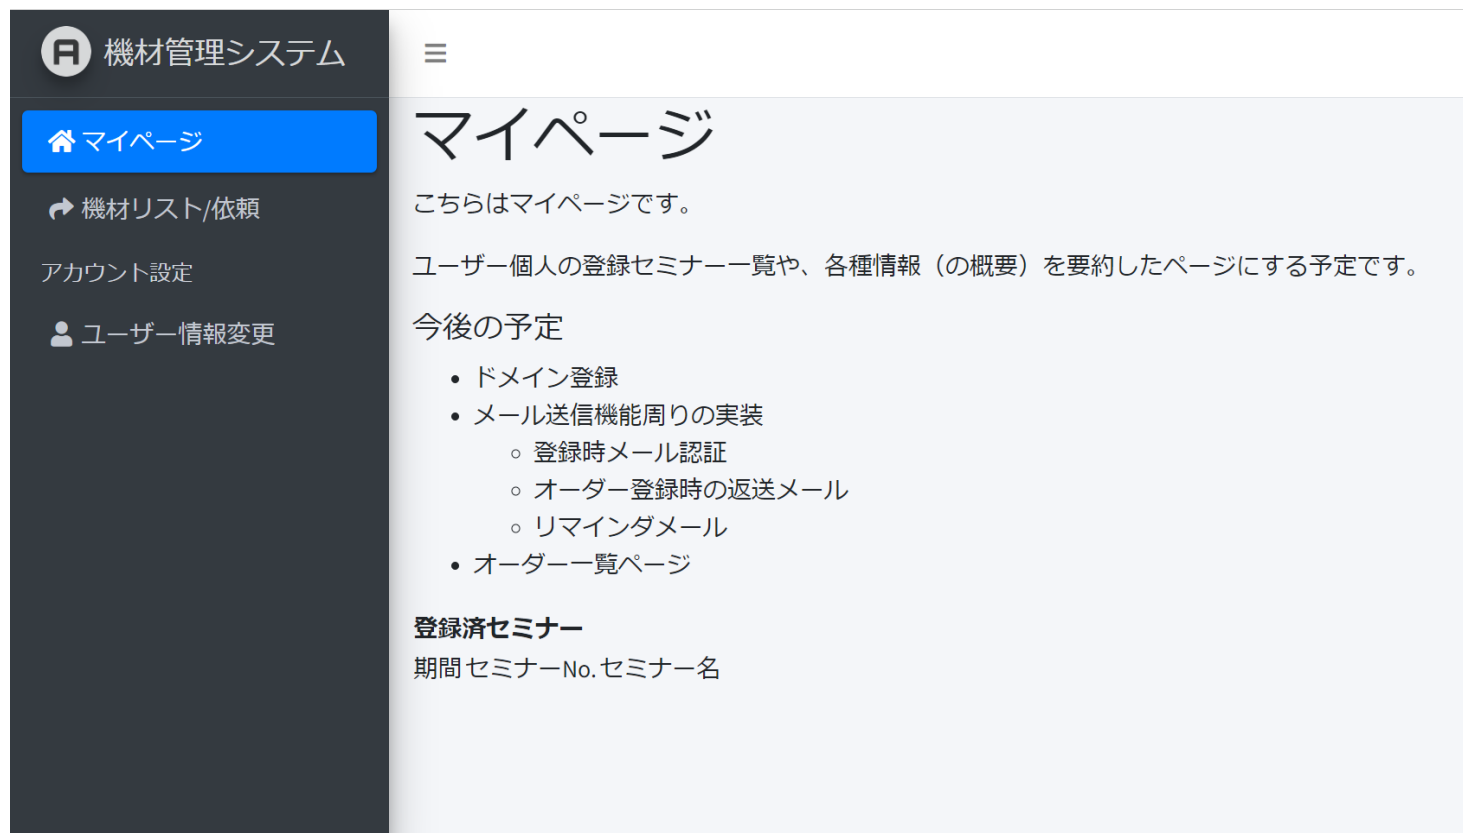 機材管理システム
マイページ
機材リスト/依頼
アカウント設定
ユーザー情報変更
マイページ
こちらはマイページです。
ユーザー個人の登録セミナー一覧や、各種情報（の概要）を要約したページにする予定です。
今後の予定
ドメイン登録
メール送信機能周りの実装
登録時メール認証
オーダー登録時の返送メール
リマインダメール
オーダー一覧ページ
登録済セミナー
期間 セミナーNo. セミナー名